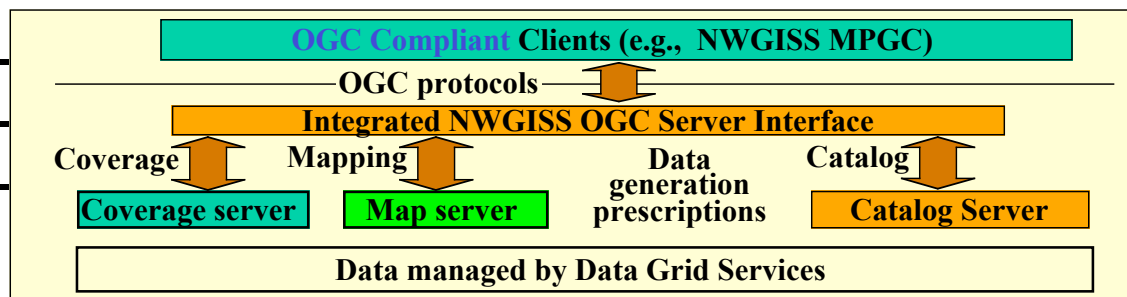 OGC Compliant Clients (e.g., NWGISS MPGC)
OGC protocols
Integrated NWGISS OGC Server Interface
Coverage
Mapping
Data
generation
prescriptions
Catalog
Coverage server
Map server
Catalog Server
Data managed by Data Grid Services